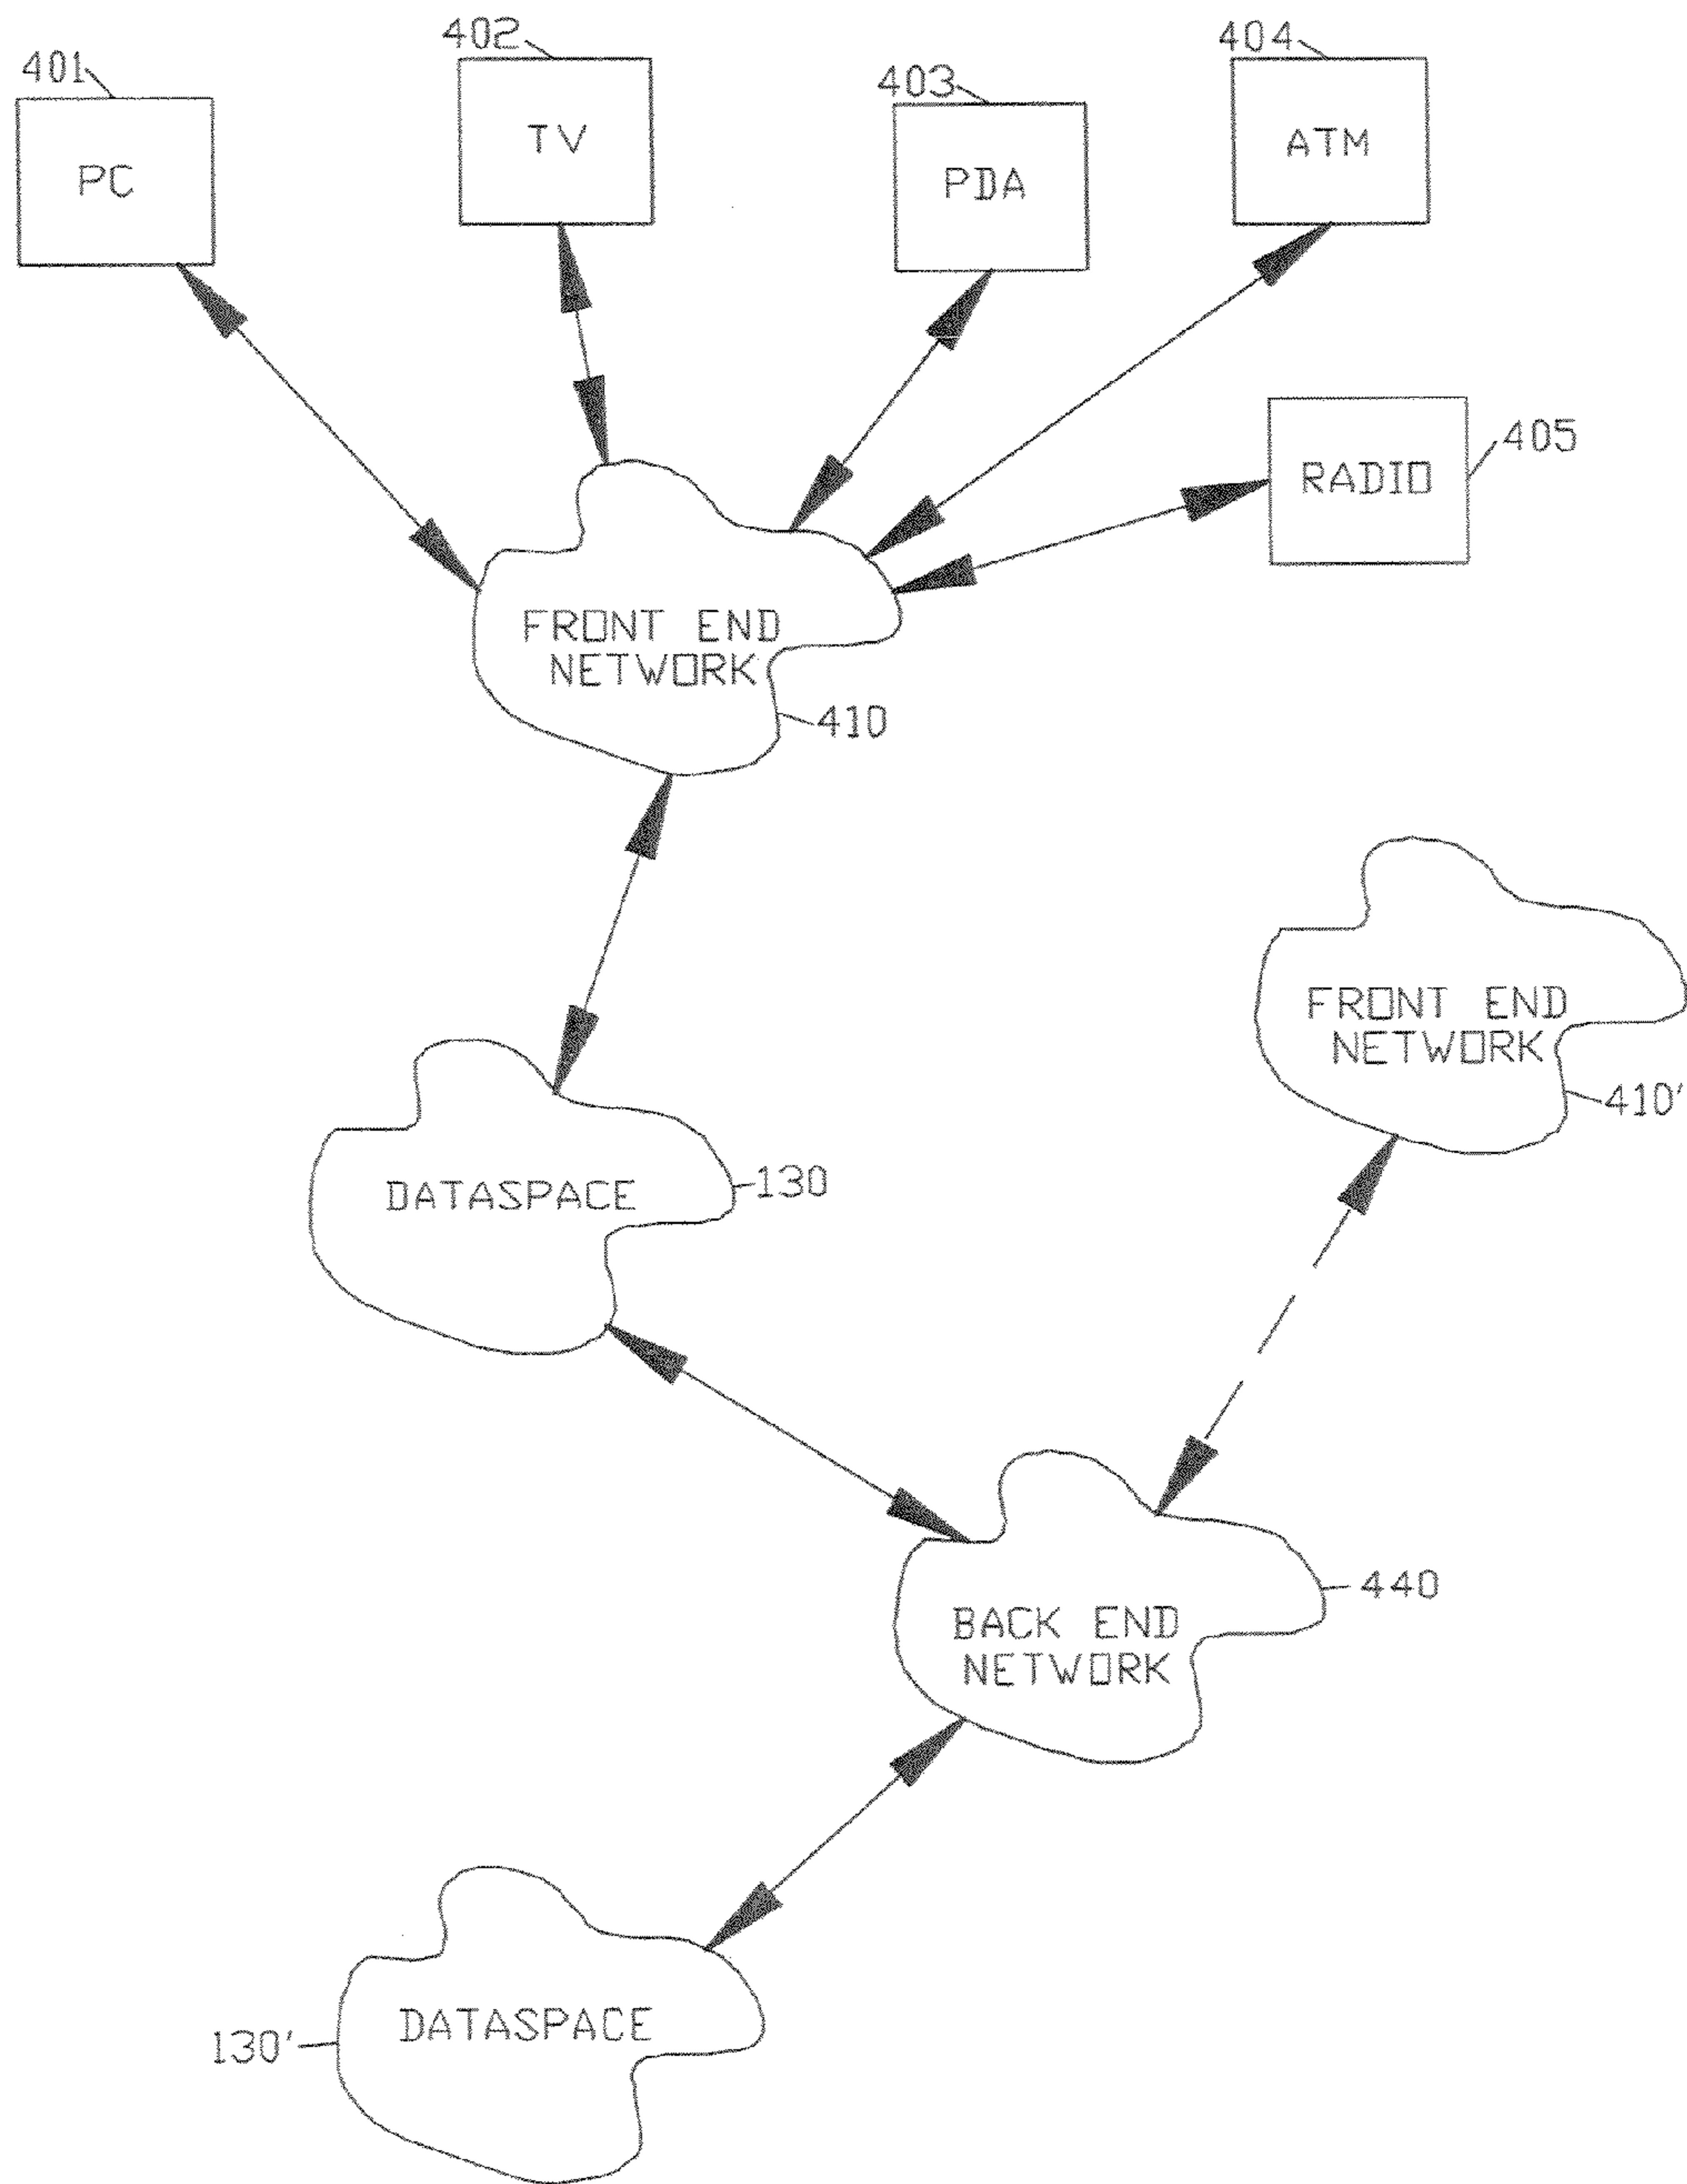 402
404
401
403
TV
ATM
PC
PDA
405
RADIO
FRONT END
NETWORK
410
FRONT END
NETWORK
410'
DATASPACE
130
440
BACK END
NETWORK
DATASPACE
130'